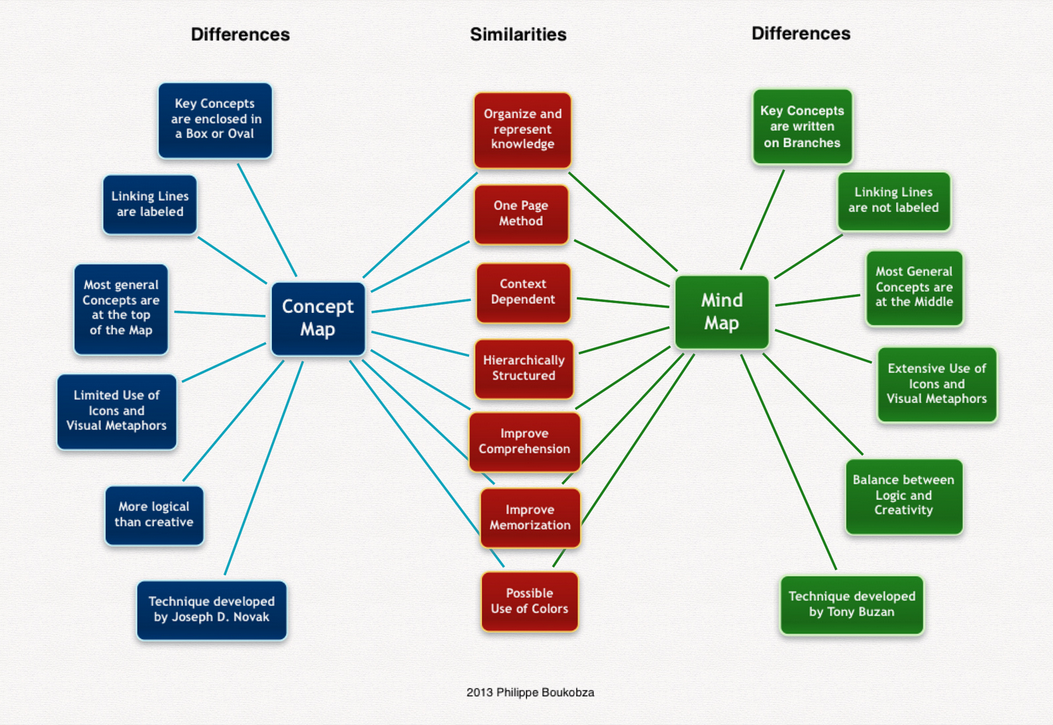 Differences
Similarities
Differences
Key Concepts
are enclosed in
a Box or Oval
Linking Lines
are labeled
Most general
Concepts are
at the top
of the Map
Limited Use of
Icons and
Visual Metaphors
More logical
than creative
Technique developed
by Joseph D. Novak
Concept
Map
Organize and
represent
knowledge
One Page
Method
Context
Dependent
Hierarchically
Structured
Improve
Comprehension
Improve
Memorization
Possible
Use of Colors
Mind
Map
Key Concepts
are written
on Branches
Linking Lines
are not labeled
Most General
Concepts are
at the Middle
Extensive Use of
Icons and
Visual Metaphors
Balance between
Logic and
Creativity
Technique developed
by Tony Buzan
2013 Philippe Boukobza